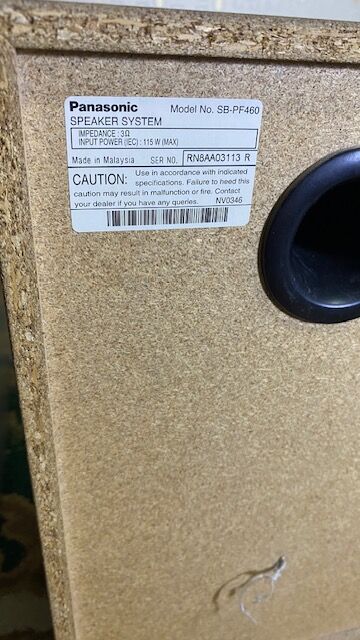 Panasonic Model No. SB-PF460
SPEAKER SYSTEM
IMPEDANCE : 3Ω
INPUT POWER (IEC) : 115 W (MAX)
Made in Malaysia SER NO. RN8AA03113 R
CAUTION: Use in accordance with indicated
specifications. Failure to heed this
caution may result in malfunction or fire. Contact
your dealer if you have any queries. NV0346